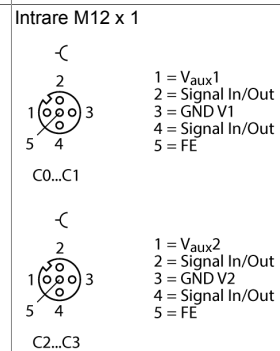 Intrare M12 x 1
2
1 3
5 4
C0...C1
1 = Vaux1
2 = Signal In/Out
3 = GND V1
4 = Signal In/Out
5 = FE
2
1 3
5 4
C2...C3
1 = Vaux2
2 = Signal In/Out
3 = GND V2
4 = Signal In/Out
5 = FE